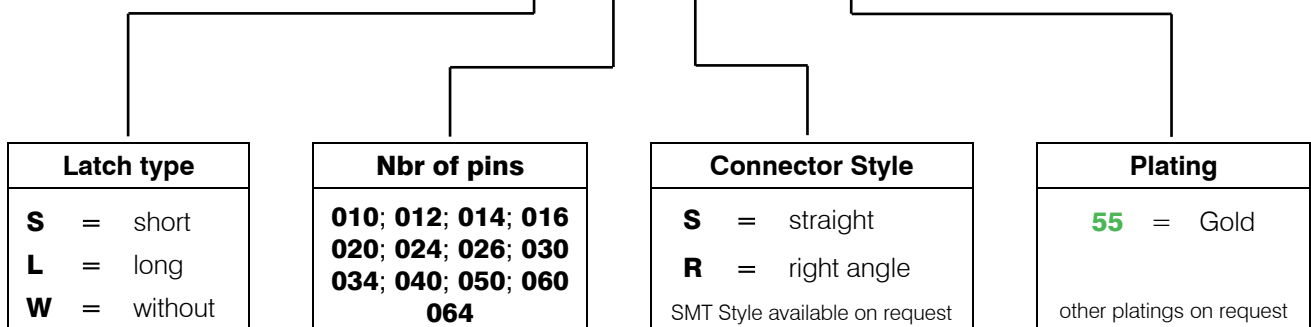 Latch type
S = short
L = long
W = without
Nbr of pins
010; 012; 014; 016
020; 024; 026; 030
034; 040; 050; 060
064
Connector Style
S = straight
R = right angle
SMT Style available on request
Plating
55 = Gold
other platings on request